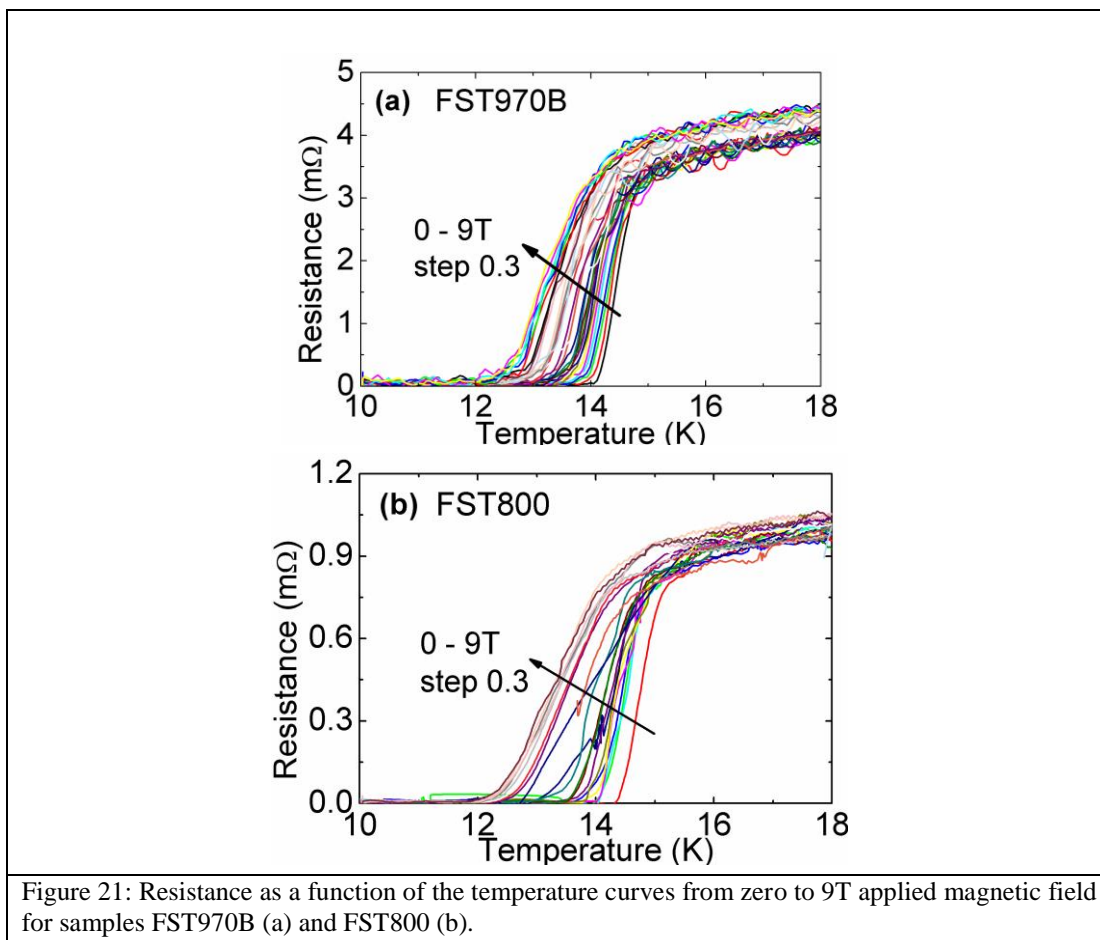 (a) FST970B
5
4
3
2
1
0
Resistance (mΩ)
0 - 9T
step 0.3
10 12 14 16 18
Temperature (K)
(b) FST800
1.2
0.9
0.6
0.3
0.0
Resistance (mΩ)
0 - 9T
step 0.3
10 12 14 16 18
Temperature (K)
Figure 21: Resistance as a function of the temperature curves from zero to 9T applied magnetic field
for samples FST970B (a) and FST800 (b).